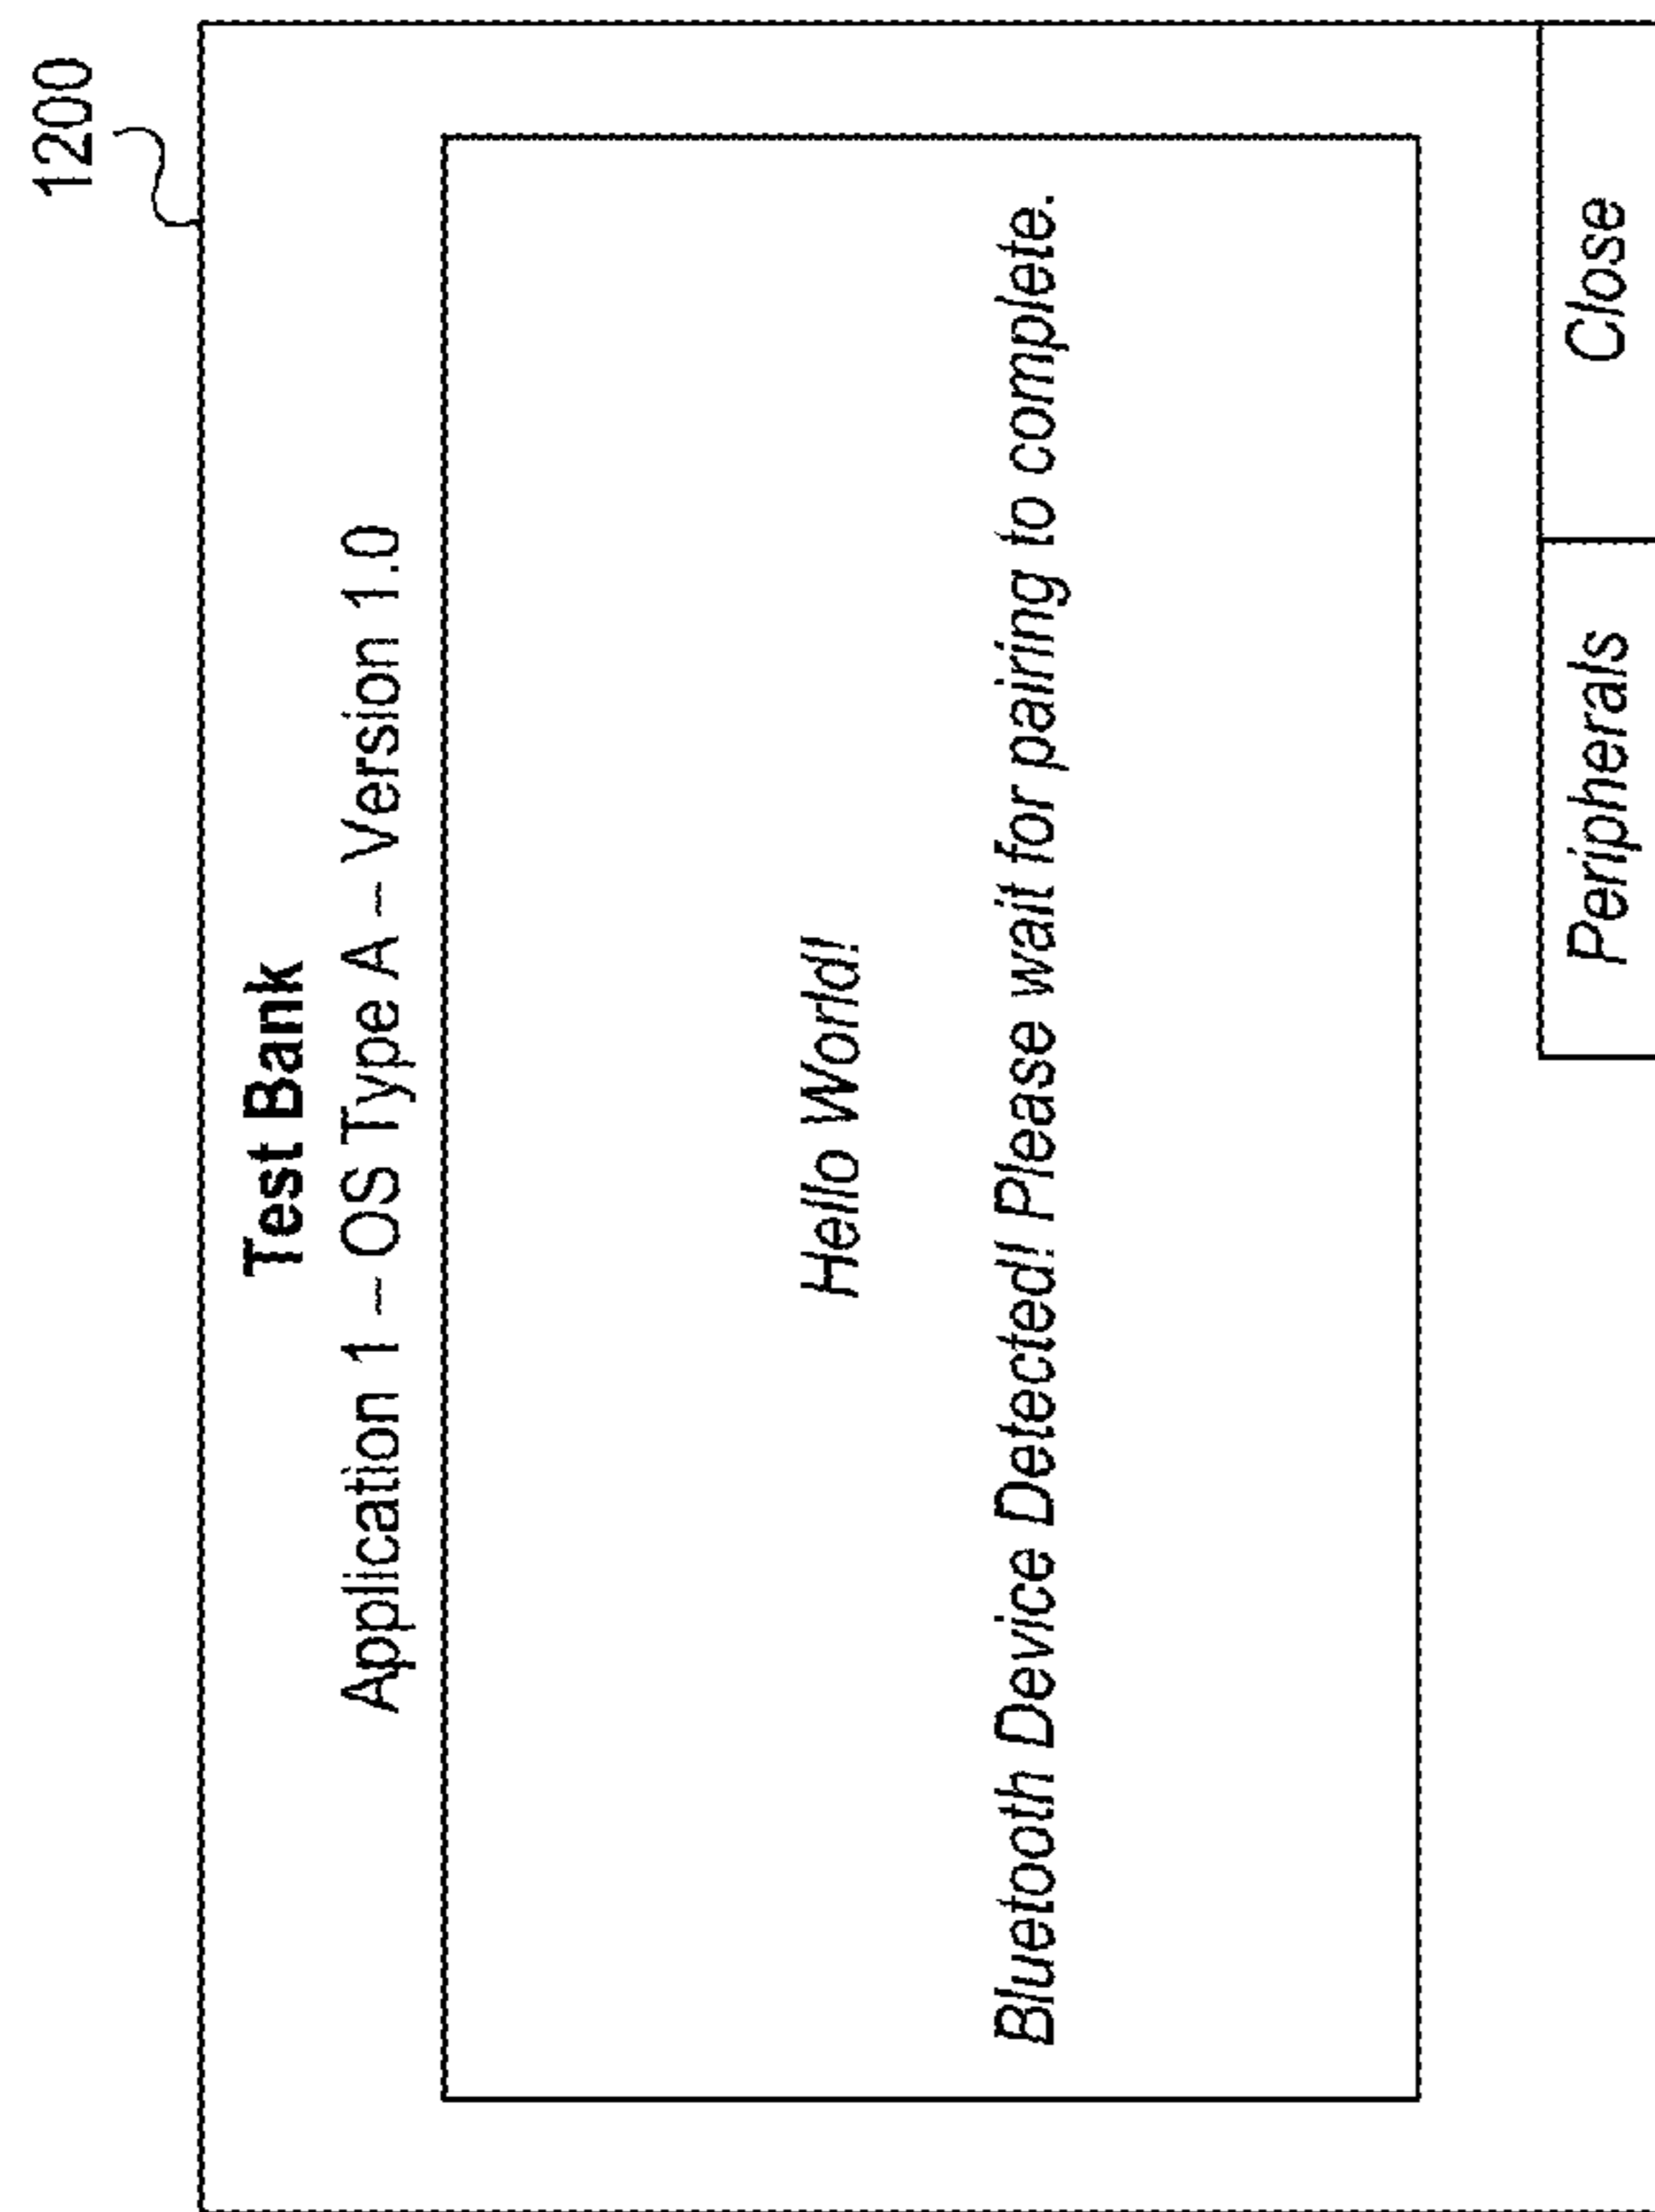 1200
Test Bank
Application 1 – OS Type A – Version 1.0
Hello World!
Bluetooth Device Detected! Please wait for pairing to complete.
Peripherals
Close